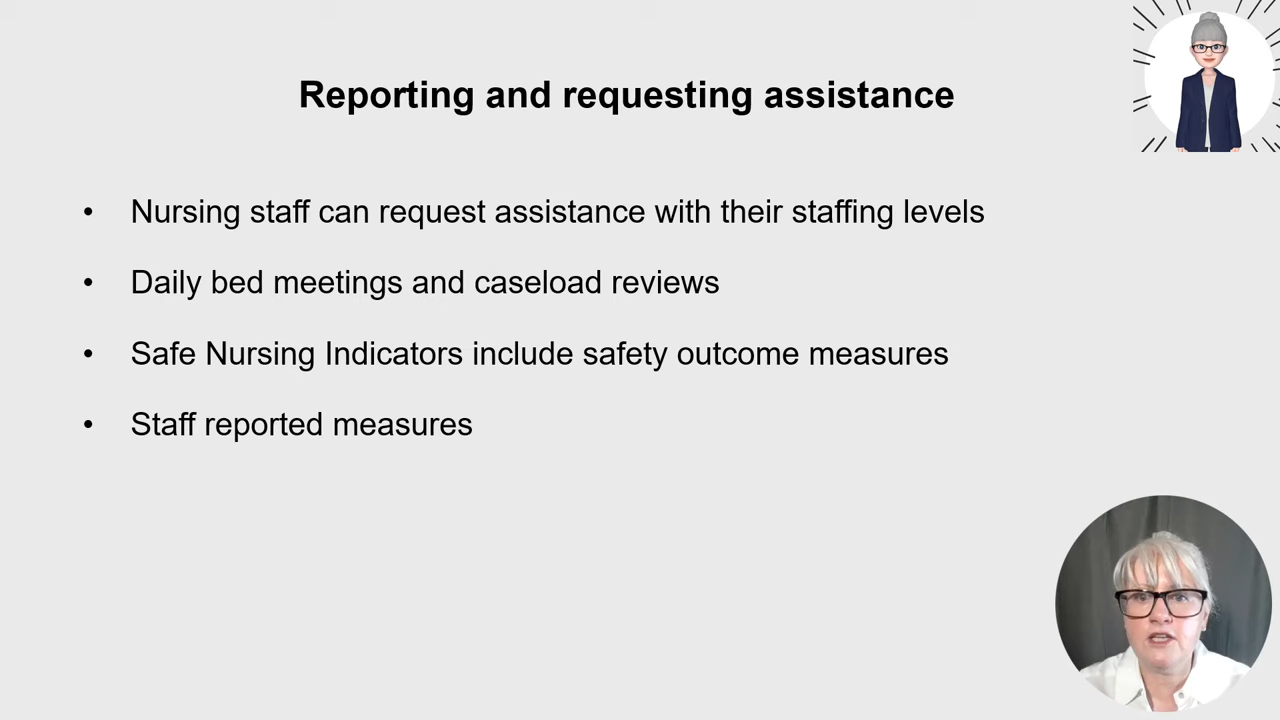 Reporting and requesting assistance
• Nursing staff can request assistance with their staffing levels
• Daily bed meetings and caseload reviews
• Safe Nursing Indicators include safety outcome measures
• Staff reported measures